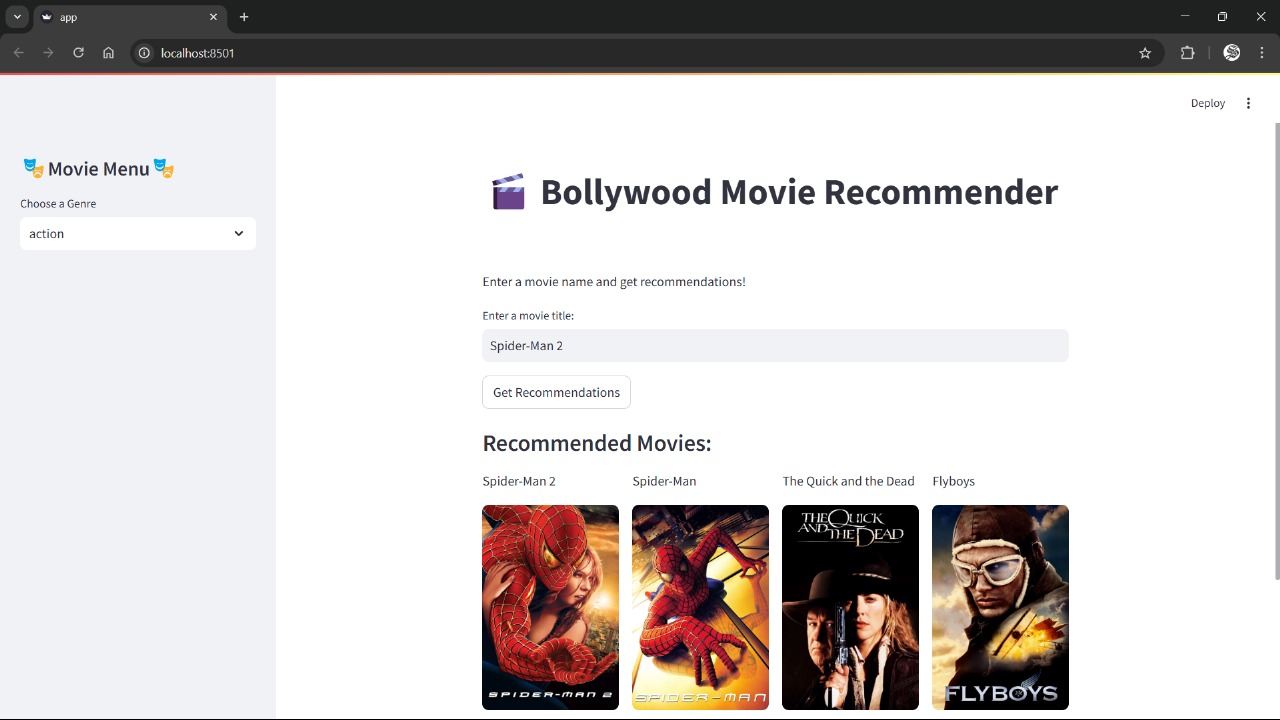 app
localhost:8501
Deploy
Movie Menu
Choose a Genre
action
Bollywood Movie Recommender
Enter a movie name and get recommendations!
Enter a movie title:
Spider-Man 2
Get Recommendations
Recommended Movies:
Spider-Man 2
Spider-Man
The Quick and the Dead
Flyboys
SPIDER-MAN 2
SPIDER-MAN
THE QUICK
AND THE DEAD
FLYBOYS